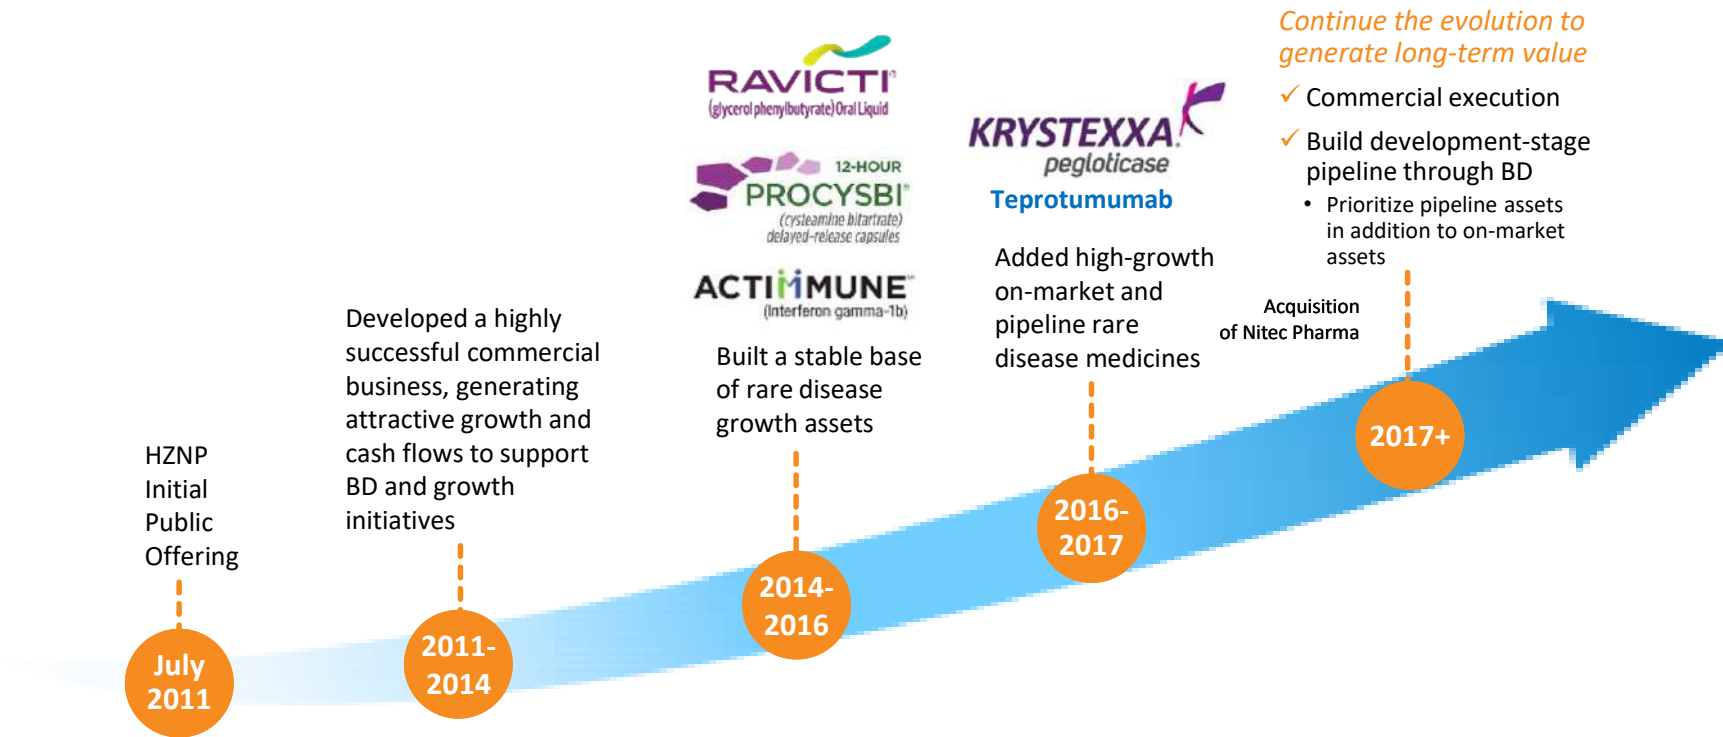 HZNP
Initial
Public
Offering
July
2011
Developed a highly
successful commercial
business, generating
attractive growth and
cash flows to support
BD and growth
initiatives
2011-
2014
RAVICTI®
(glycerol phenylbutyrate) Oral Liquid
12-HOUR
PROCYSBI®
(cysteamine bitartrate)
delayed-release capsules
ACTIMMUNE
(Interferon gamma-1b)
Built a stable base
of rare disease
growth assets
2014-
2016
KRYSTEXXA®
pegloticase
Teprotumumab
Added high-growth
on-market and
pipeline rare
disease medicines
2016-
2017
Continue the evolution to
generate long-term value
✓ Commercial execution
✓ Build development-stage
pipeline through BD
• Prioritize pipeline assets
in addition to on-market
assets
Acquisition
of Nitec Pharma
2017+